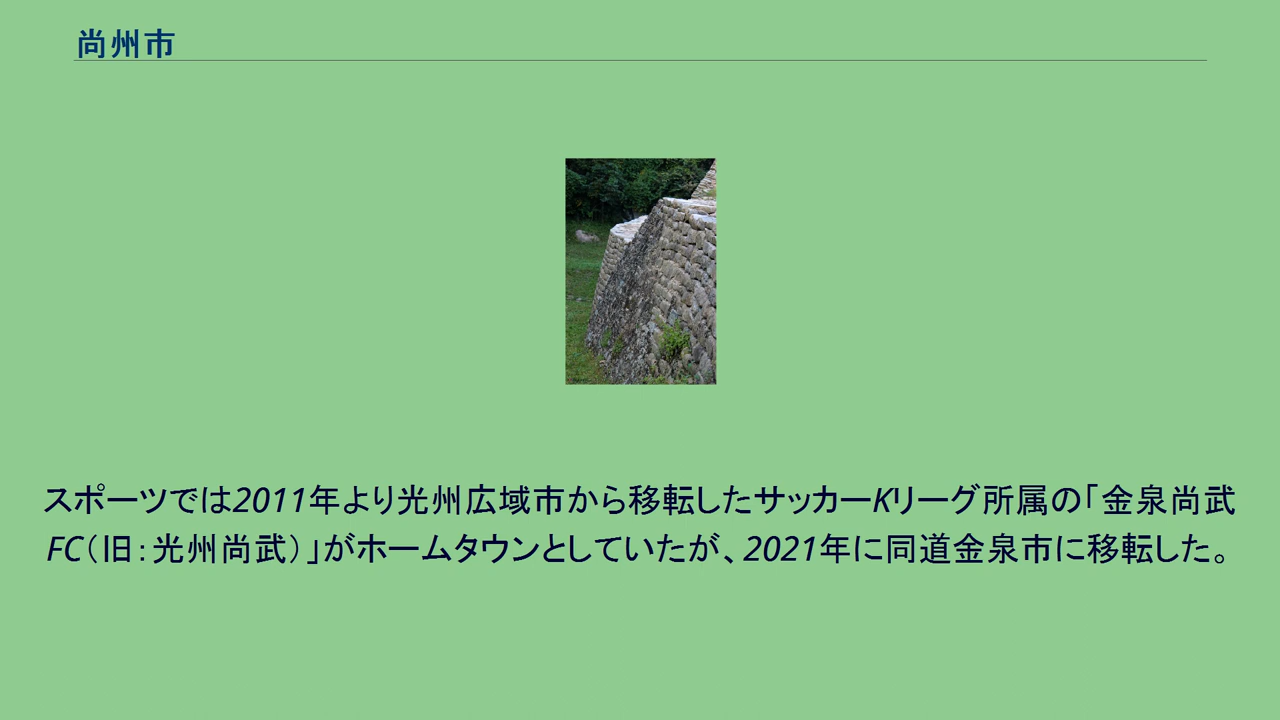 尚州市
スポーツでは2011年より光州広域市から移転したサッカーKリーグ所属の「金泉尚武
FC（旧：光州尚武）」がホームタウンとしていたが、2021年に同道金泉市に移転した。